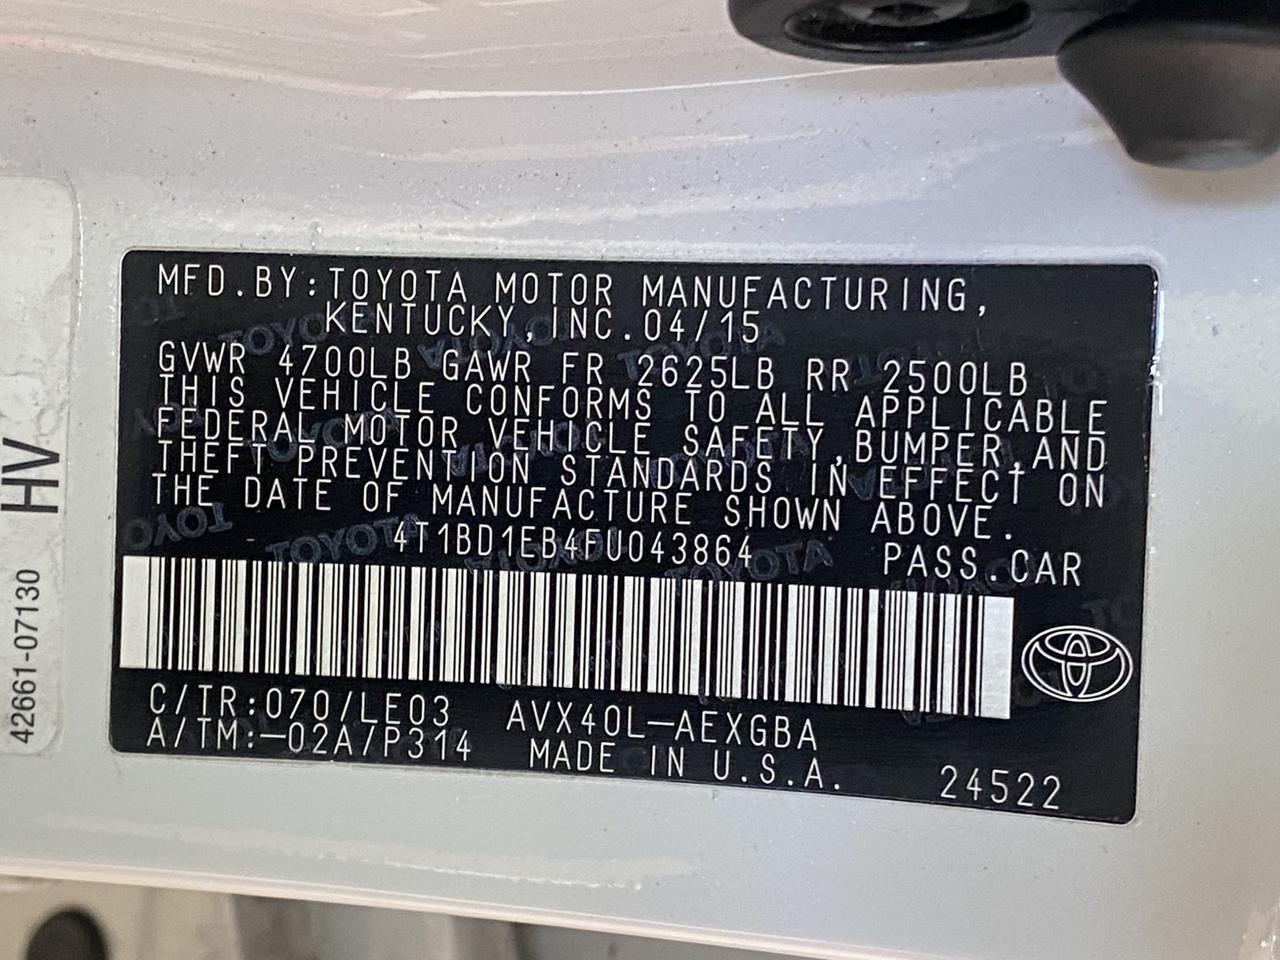 MFD.BY:TOYOTA MOTOR MANUFACTURING,
KENTUCKY, INC.04/15
GVWR 4700LB GAWR FR 2625LB RR 2500LB
THIS VEHICLE CONFORMS TO ALL APPLICABLE
FEDERAL MOTOR VEHICLE SAFETY,BUMPER,AND
THEFT PREVENTION STANDARDS IN EFFECT ON
THE DATE OF MANUFACTURE SHOWN ABOVE.
4T1BD1EB4FU043864 PASS.CAR
C/TR:070/LE03 AVX40L-AEXGBA
A/TM:-02A/P314 MADE IN U.S.A. 24522
42661-07130 HV